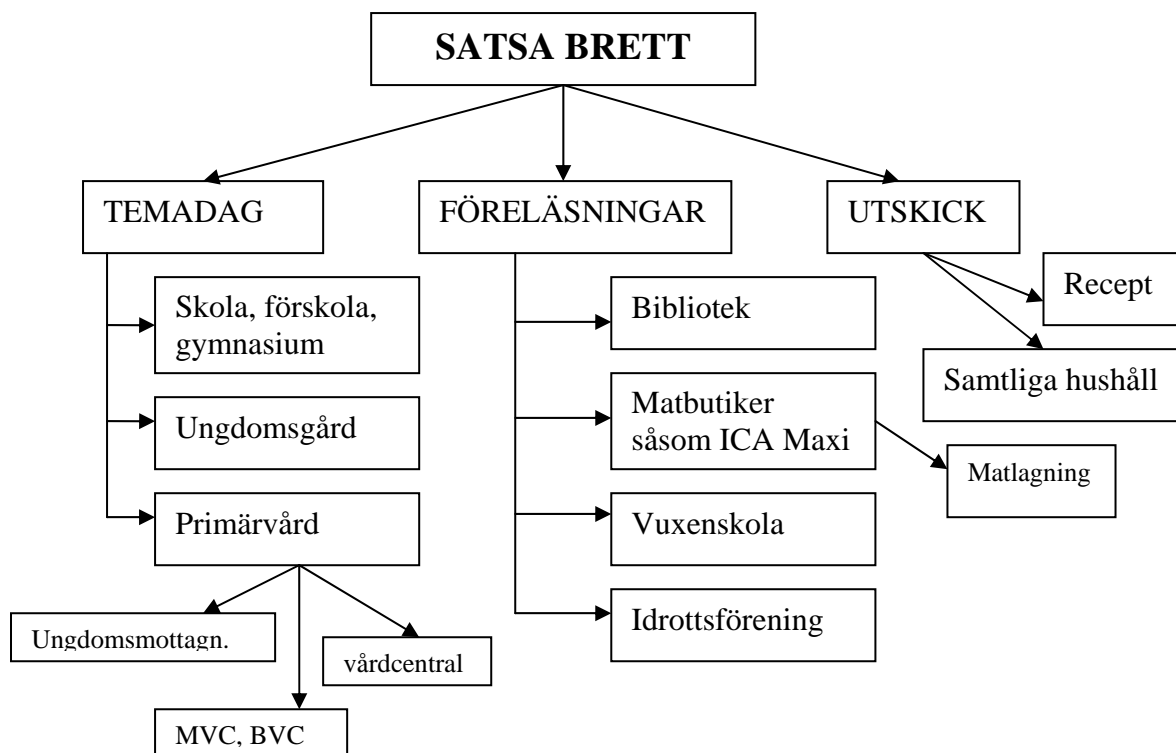 SATSA BRETT
TEMADAG
FÖRELÄSNINGAR
UTSKICK
Skola, förskola,
gymnasium
Ungdomsgård
Primärvård
Ungdomsmottagn.
vårdcentral
MVC, BVC
Bibliotek
Matbutiker
såsom ICA Maxi
Matlagning
Vuxenskola
Idrottsförening
Recept
Samtliga hushåll